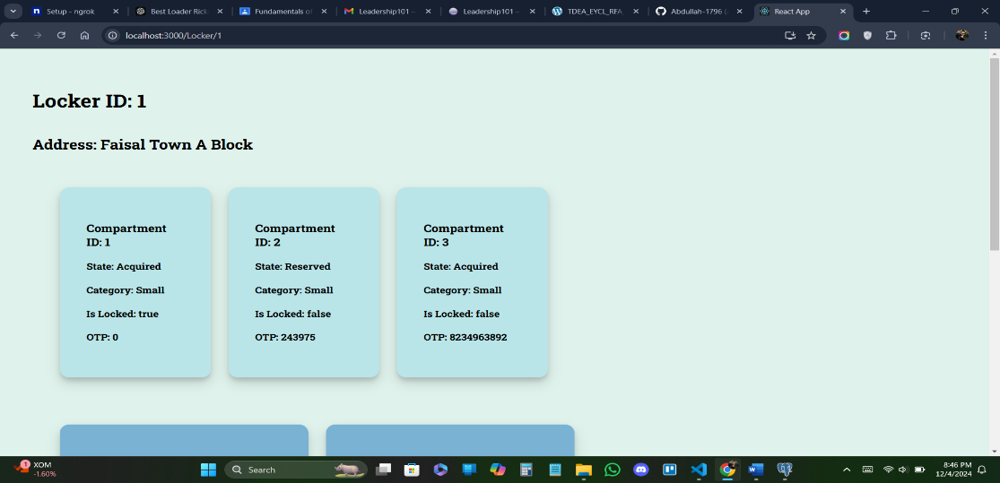 Setup - ngrok
Best Loader Rick
Fundamentals of
Leadership101 –
Leadership101 –
TDEA_EYCL_RFA
Abdullah-1796 (
React App
localhost:3000/Locker/1
Locker ID: 1
Address: Faisal Town A Block
Compartment
ID: 1
State: Acquired
Category: Small
Is Locked: true
OTP: 0
Compartment
ID: 2
State: Reserved
Category: Small
Is Locked: false
OTP: 243975
Compartment
ID: 3
State: Acquired
Category: Small
Is Locked: false
OTP: 8234963892
1
XOM
-1.60%
Search
8:46 PM
12/4/2024